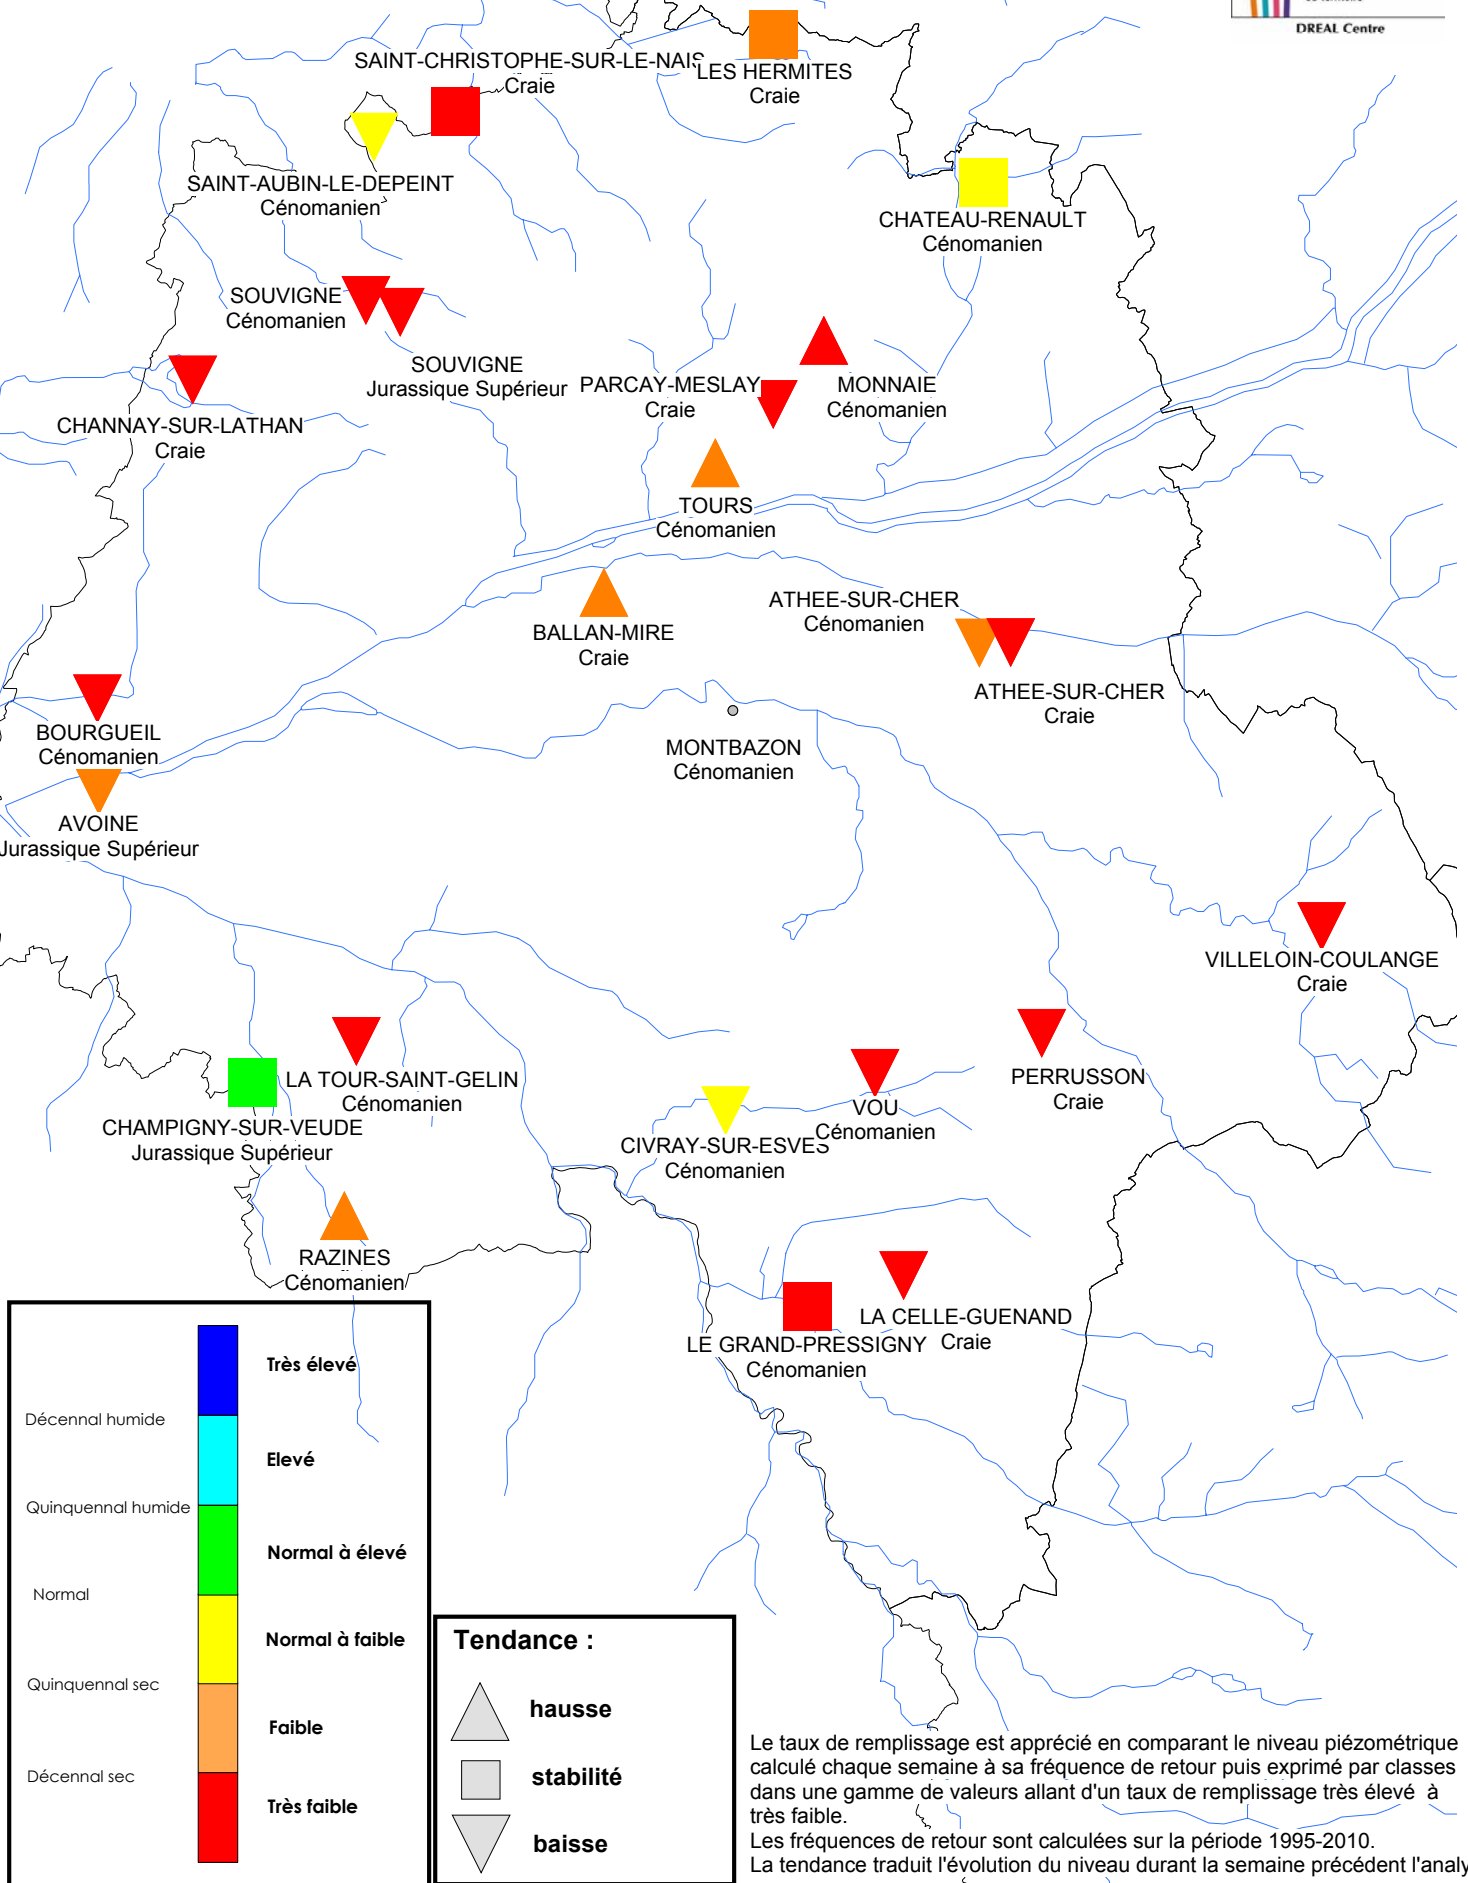 DREAL Centre
SAINT-CHRISTOPHE-SUR-LE-NAIS
Craie
LES HERMITES
Craie
SAINT-AUBIN-LE-DEPEINT
Cénomanien
CHATEAU-RENAULT
Cénomanien
SOUVIGNE
Cénomanien
SOUVIGNE
Jurassique Supérieur
PARCAY-MESLAY
Craie
MONNAIE
Cénomanien
CHANNAY-SUR-LATHAN
Craie
TOURS
Cénomanien
BALLAN-MIRE
Craie
ATHEE-SUR-CHER
Cénomanien
ATHEE-SUR-CHER
Craie
BOURGUEIL
Cénomanien
MONTBAZON
Cénomanien
AVOINE
Jurassique Supérieur
VILLELOIN-COULANGE
Craie
LA TOUR-SAINT-GELIN
Cénomanien
PERRUSSON
Craie
CHAMPIGNY-SUR-VEUDE
Jurassique Supérieur
VOU
Cénomanien
CIVRAY-SUR-ESVES
Cénomanien
RAZINES
Cénomanien
LA CELLE-GUENAND
Craie
LE GRAND-PRESSIGNY
Cénomanien
Très élevé
Décennal humide
Elevé
Quinquennal humide
Normal à élevé
Normal
Normal à faible
Quinquennal sec
Faible
Décennal sec
Très faible
Tendance :
hausse
stabilité
baisse
Le taux de remplissage est apprécié en comparant le niveau piézométrique
calculé chaque semaine à sa fréquence de retour puis exprimé par classes
dans une gamme de valeurs allant d'un taux de remplissage très élevé à
très faible.
Les fréquences de retour sont calculées sur la période 1995-2010.
La tendance traduit l'évolution du niveau durant la semaine précédent l'analy